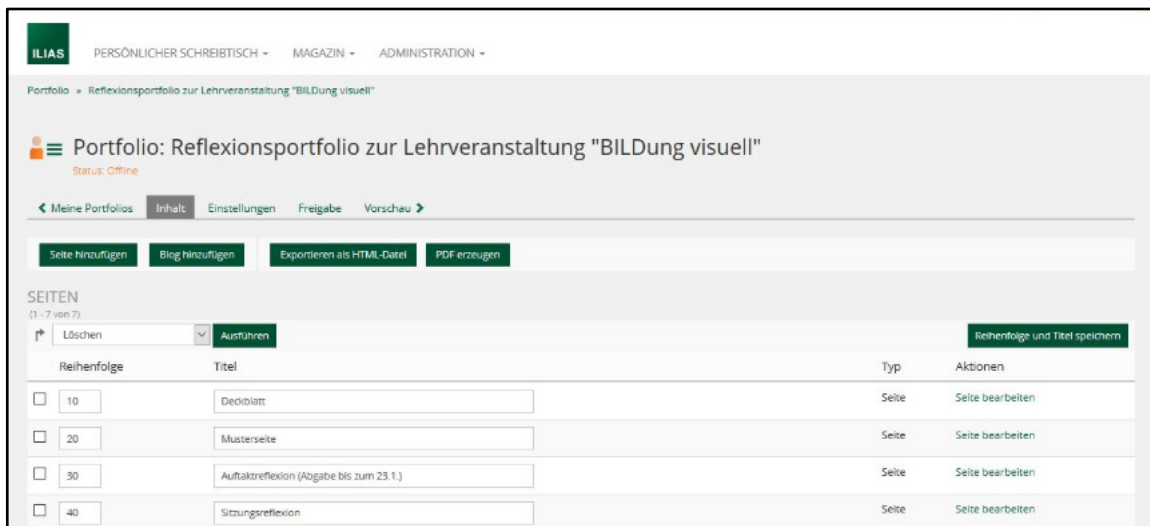 ILIAS PERSÖNLICHER SCHREIBTISCH MAGAZIN ADMINISTRATION
Portfolio » Reflexionsportfolio zur Lehrveranstaltung "BILDung visuell"
Portfolio: Reflexionsportfolio zur Lehrveranstaltung "BILDung visuell"
Status: Offline
Meine Portfolios Inhalt Einstellungen Freigabe Vorschau
Seite hinzufügen Blog hinzufügen Exportieren als HTML-Datei PDF erzeugen
SEITEN
(1 - 7 von 7)
Löschen Ausführen Reihenfolge und Titel speichern
Reihenfolge Titel Typ Aktionen
10 Deckblatt Seite Seite bearbeiten
20 Musterseite Seite Seite bearbeiten
30 Auftaktreflexion (Abgabe bis zum 23.1.) Seite Seite bearbeiten
40 Sitzungsreflexion Seite Seite bearbeiten